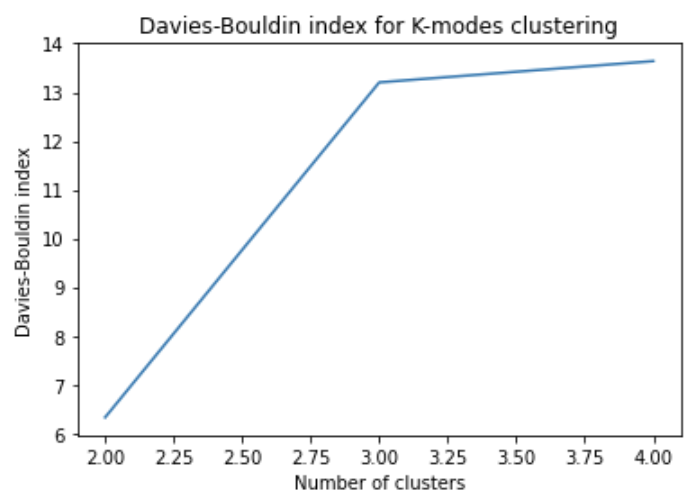 Davies-Bouldin index for K-modes clustering
14
13
12
11
10
9
8
7
6
Davies-Bouldin index
2.00 2.25 2.50 2.75 3.00 3.25 3.50 3.75 4.00
Number of clusters